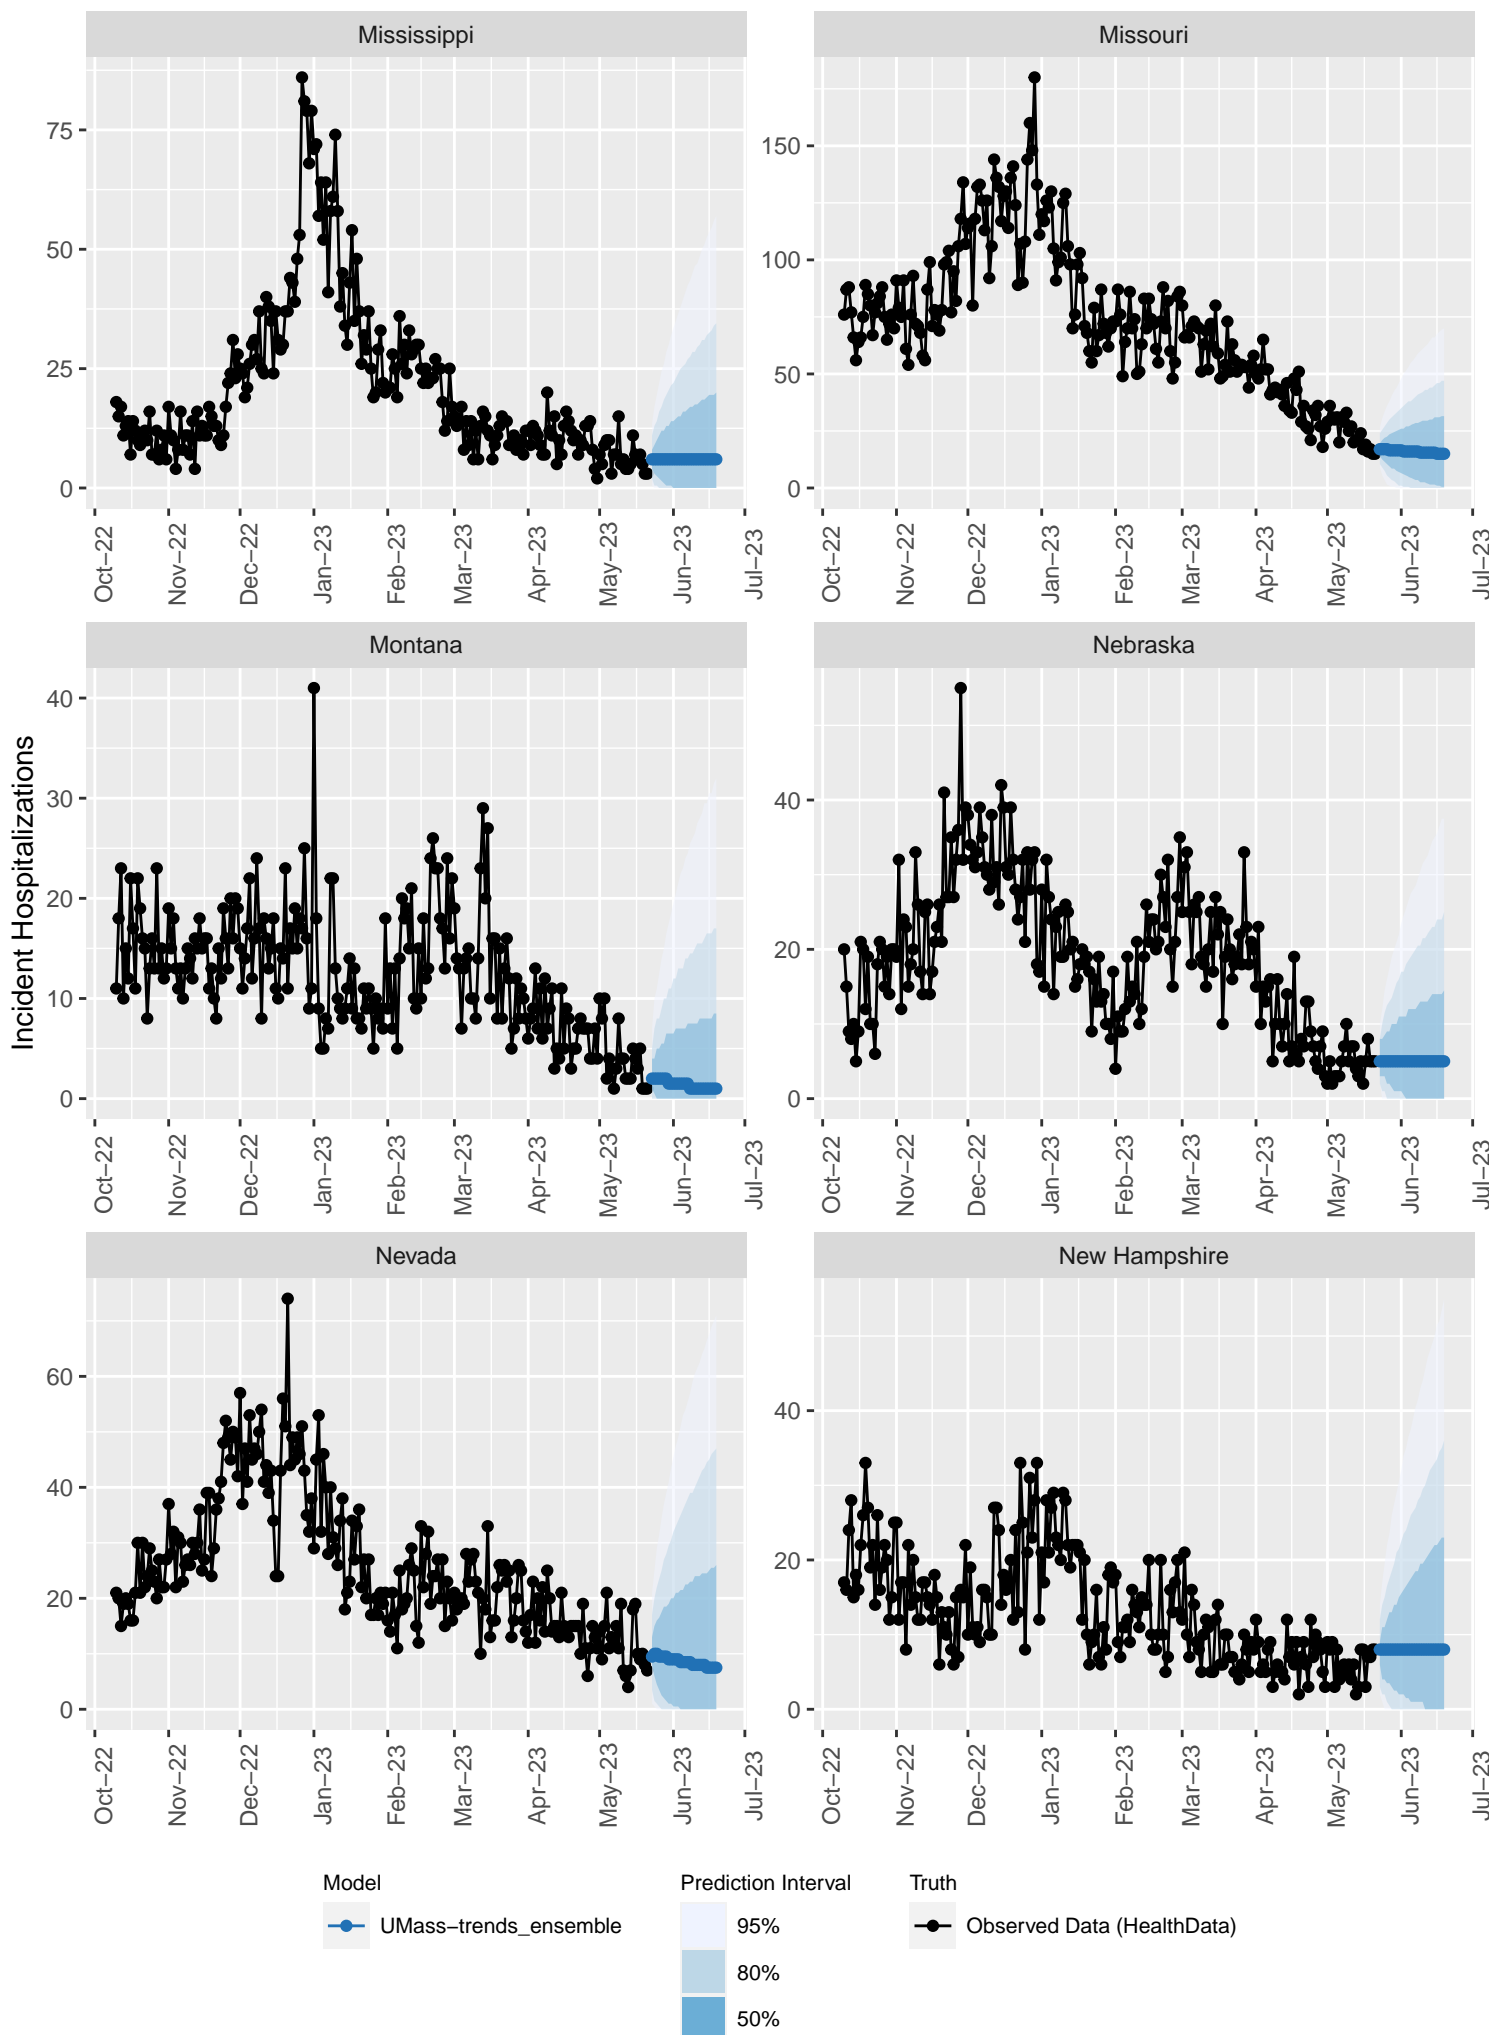 Mississippi
Missouri
75
50
25
0
150
100
50
0
Oct−22
Nov−22
Dec−22
Jan−23
Feb−23
Mar−23
Apr−23
May−23
Jun−23
Jul−23
Oct−22
Nov−22
Dec−22
Jan−23
Feb−23
Mar−23
Apr−23
May−23
Jun−23
Jul−23
Montana
Nebraska
Incident Hospitalizations
40
30
20
10
0
40
20
0
Oct−22
Nov−22
Dec−22
Jan−23
Feb−23
Mar−23
Apr−23
May−23
Jun−23
Jul−23
Oct−22
Nov−22
Dec−22
Jan−23
Feb−23
Mar−23
Apr−23
May−23
Jun−23
Jul−23
Nevada
New Hampshire
60
40
20
0
40
20
0
Oct−22
Nov−22
Dec−22
Jan−23
Feb−23
Mar−23
Apr−23
May−23
Jun−23
Jul−23
Oct−22
Nov−22
Dec−22
Jan−23
Feb−23
Mar−23
Apr−23
May−23
Jun−23
Jul−23
Model
UMass−trends_ensemble
Prediction Interval
95%
80%
50%
Truth
Observed Data (HealthData)